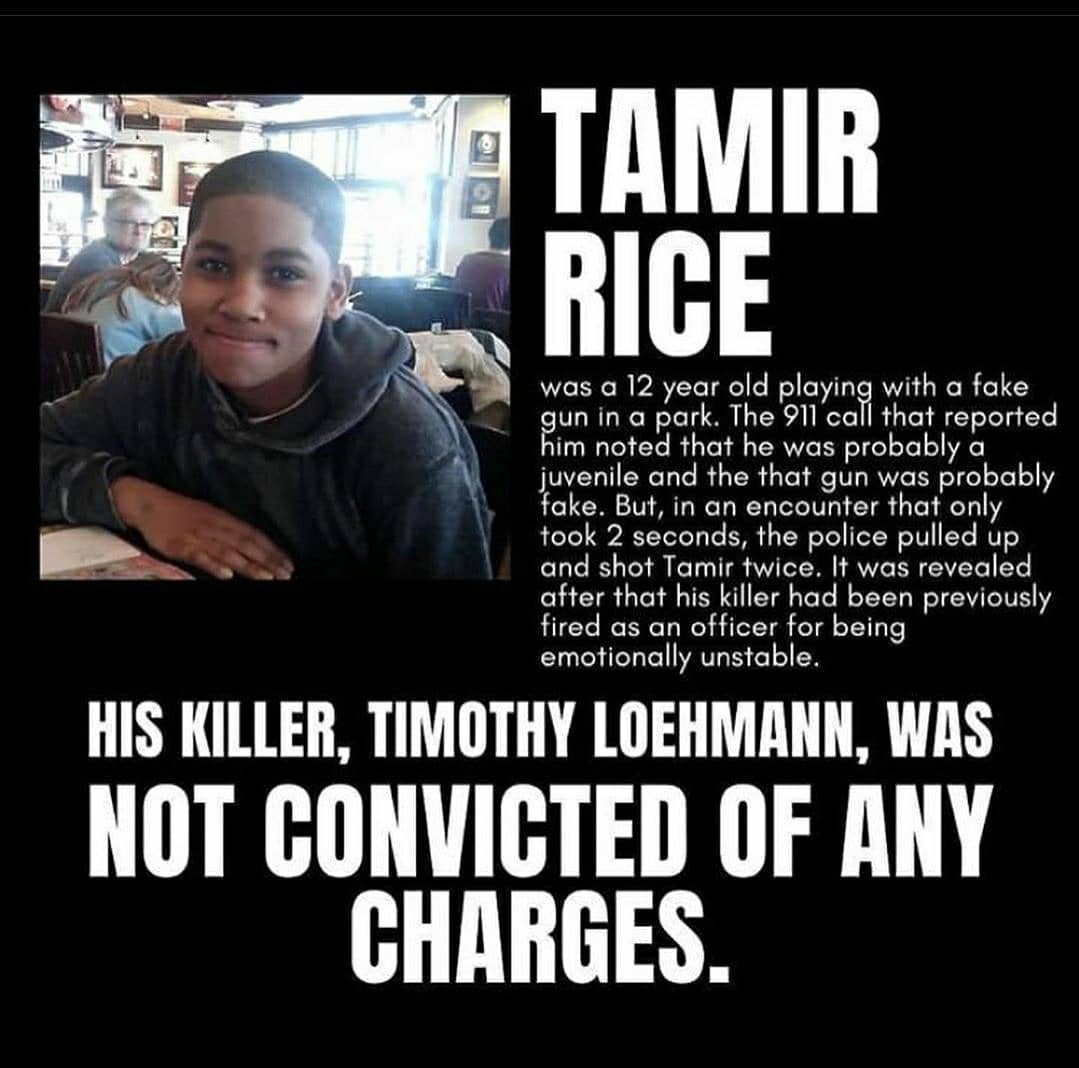 TAMIR
RICE
was a 12 year old playing with a fake
gun in a park. The 911 call that reported
him noted that he was probably a
juvenile and the that gun was probably
fake. But, in an encounter that only
took 2 seconds, the police pulled up
and shot Tamir twice. It was revealed
after that his killer had been previously
fired as an officer for being
emotionally unstable.
HIS KILLER, TIMOTHY LOEHMANN, WAS
NOT CONVICTED OF ANY
CHARGES.